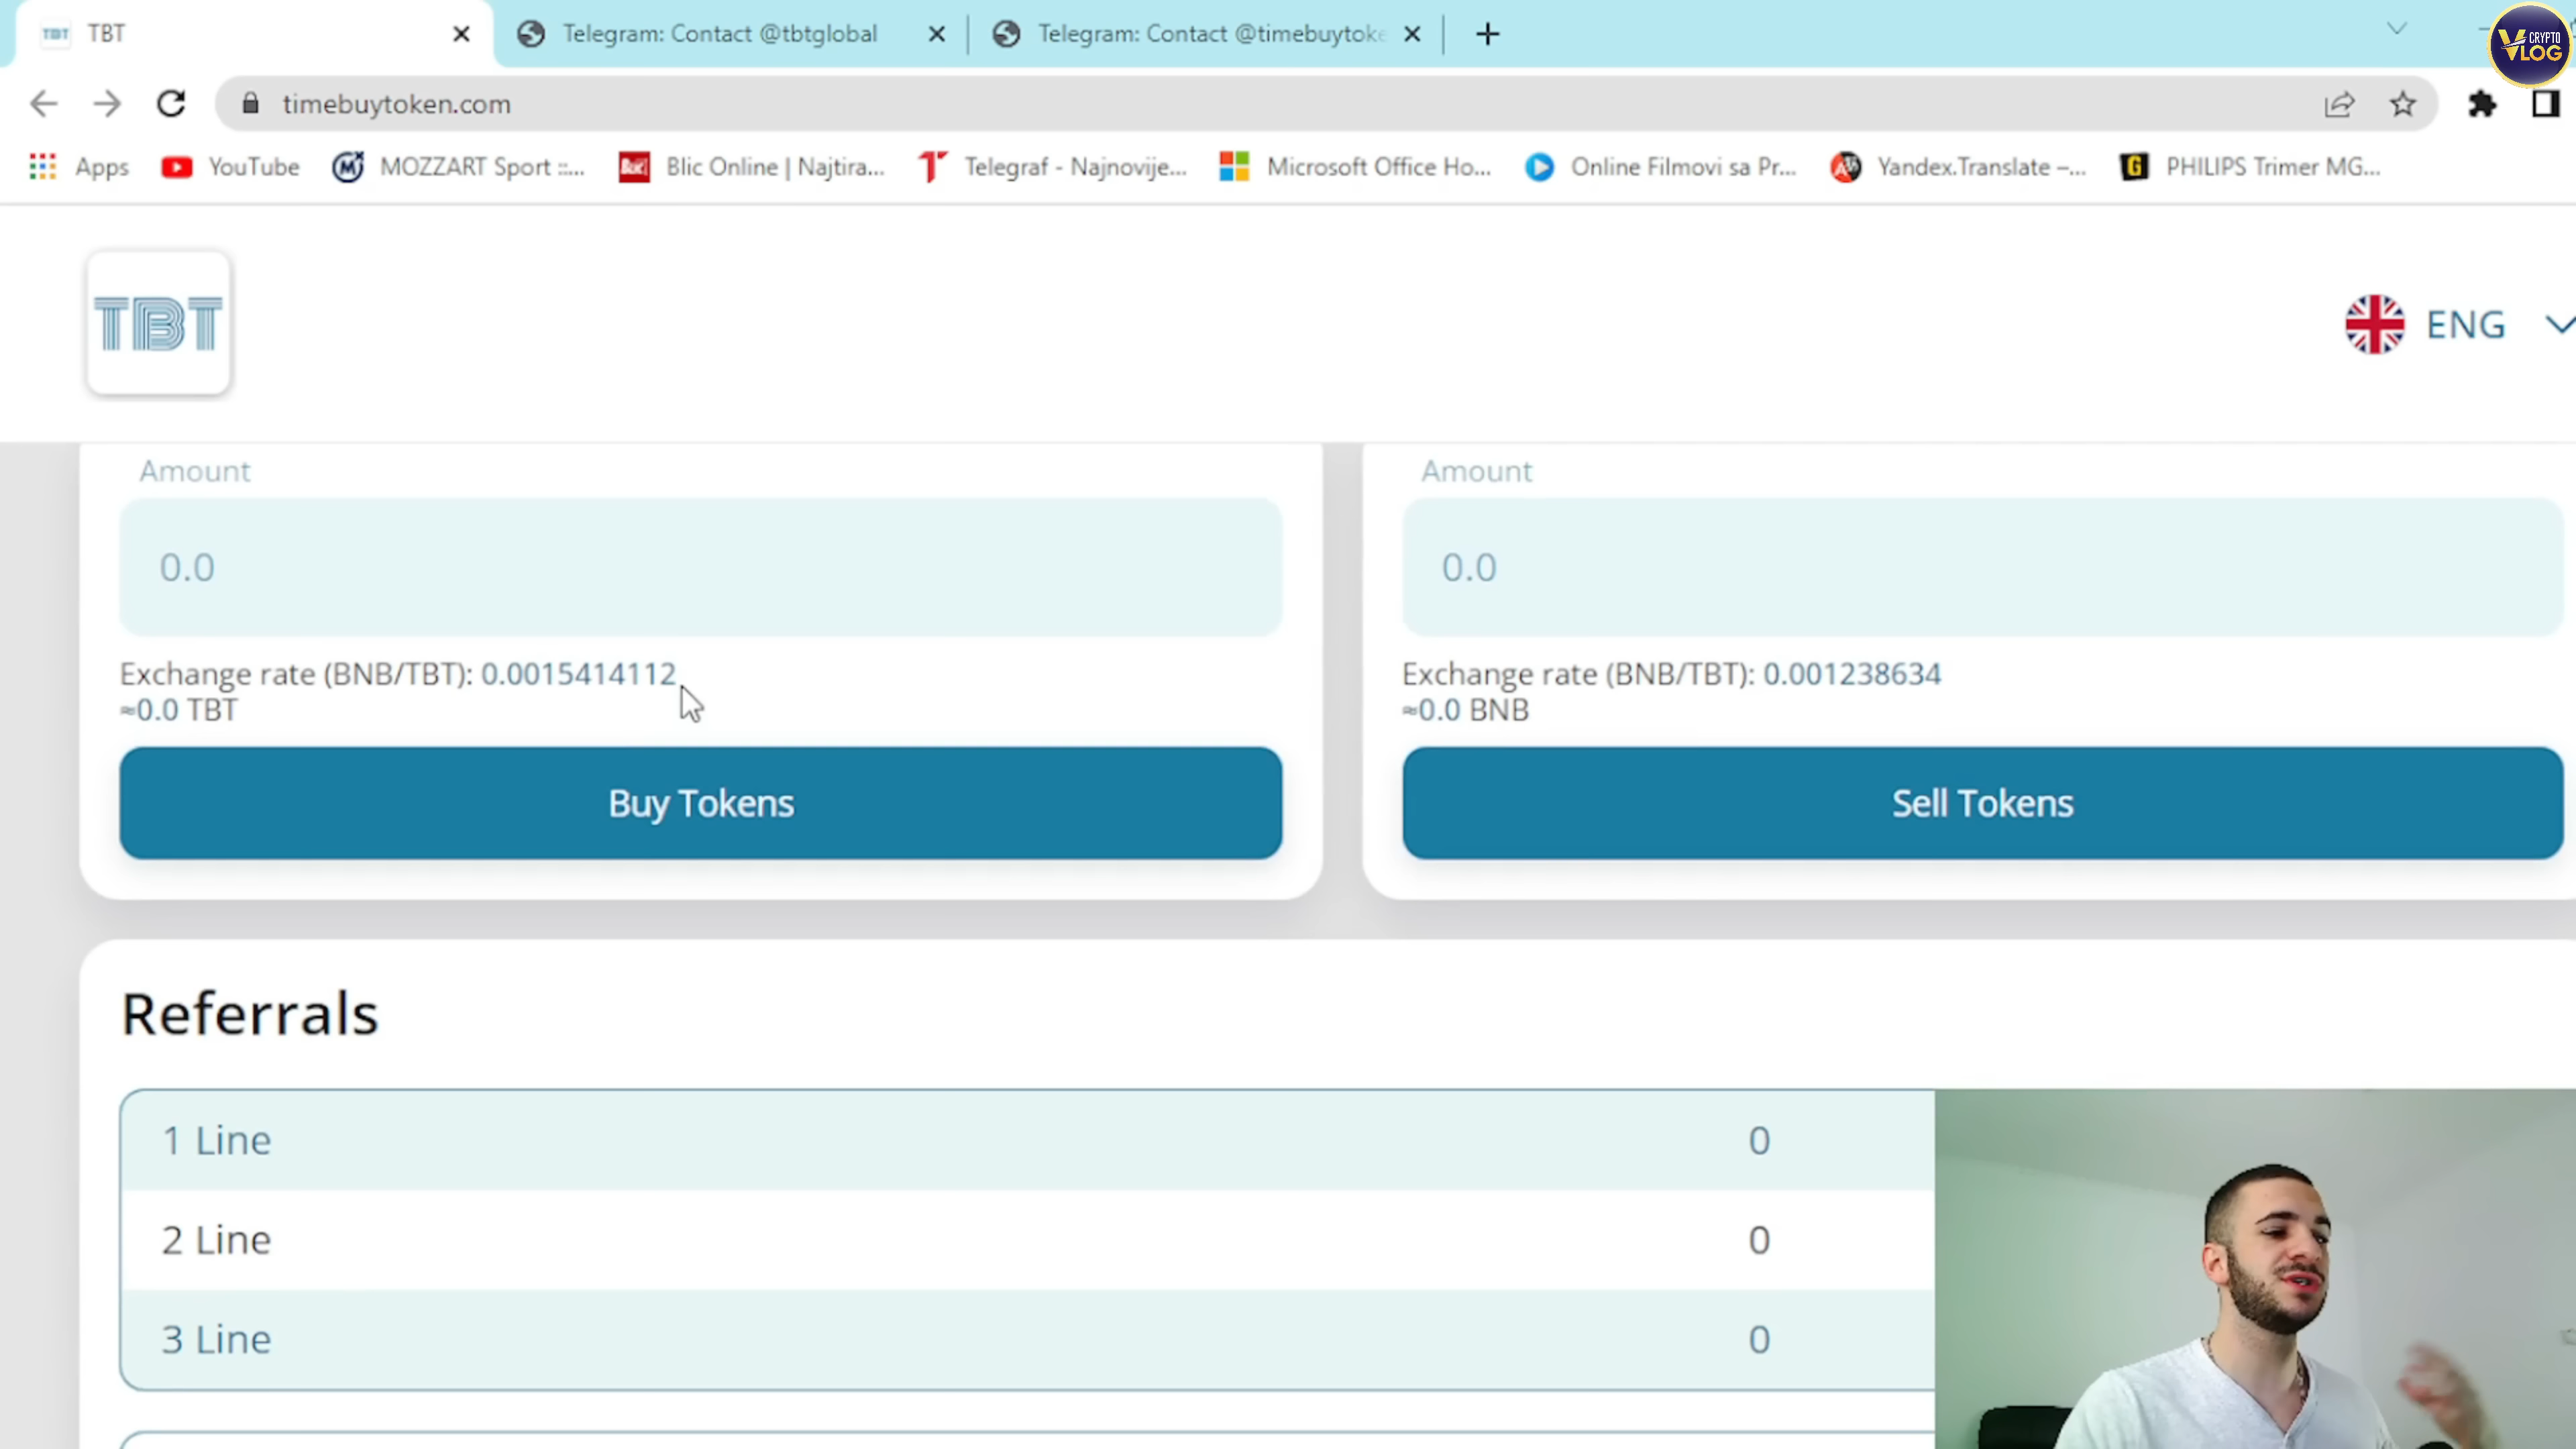 TBT TBT
Telegram: Contact @tbtglobal
Telegram: Contact @timebuytoke
CRYPTO
VLOG
timebuytoken.com
Apps
YouTube
MOZZART Sport ::...
Blic Online | Najtira...
Telegraf - Najnovije...
Microsoft Office Ho...
Online Filmovi sa Pr...
Yandex.Translate –...
PHILIPS Trimer MG...
TBT
ENG
Amount
0.0
Exchange rate (BNB/TBT): 0.0015414112
≈0.0 TBT
Buy Tokens
Amount
0.0
Exchange rate (BNB/TBT): 0.001238634
≈0.0 BNB
Sell Tokens
Referrals
1 Line 0
2 Line 0
3 Line 0